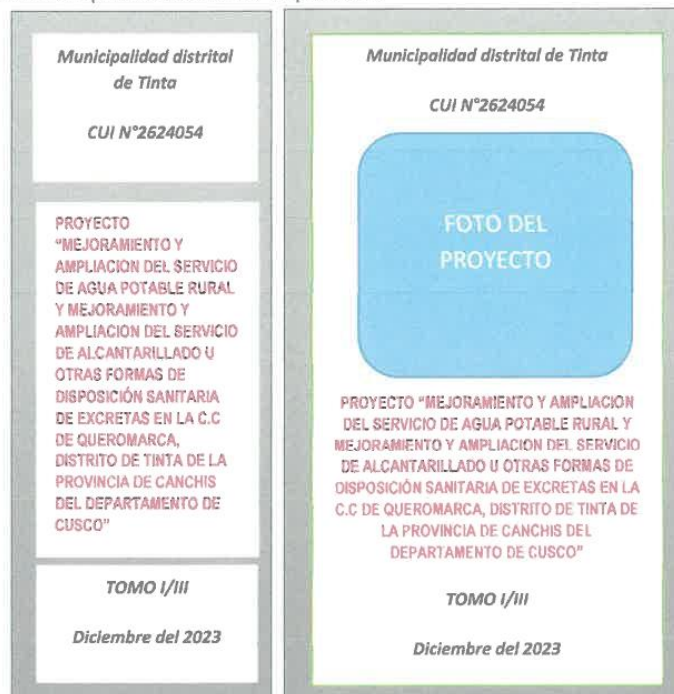 Municipalidad distrital
de Tinta
CUI N°2624054
PROYECTO
“MEJORAMIENTO Y
AMPLIACION DEL SERVICIO
DE AGUA POTABLE RURAL
Y MEJORAMIENTO Y
AMPLIACION DEL SERVICIO
DE ALCANTARILLADO U
OTRAS FORMAS DE
DISPOSICIÓN SANITARIA
DE EXCRETAS EN LA C.C
DE QUEROMARCA,
DISTRITO DE TINTA DE LA
PROVINCIA DE CANCHIS
DEL DEPARTAMENTO DE
CUSCO”
TOMO I/III
Diciembre del 2023
Municipalidad distrital de Tinta
CUI N°2624054
FOTO DEL
PROYECTO
PROYECTO “MEJORAMIENTO Y AMPLIACION
DEL SERVICIO DE AGUA POTABLE RURAL Y
MEJORAMIENTO Y AMPLIACION DEL SERVICIO
DE ALCANTARILLADO U OTRAS FORMAS DE
DISPOSICIÓN SANITARIA DE EXCRETAS EN LA
C.C DE QUEROMARCA, DISTRITO DE TINTA DE
LA PROVINCIA DE CANCHIS DEL
DEPARTAMENTO DE CUSCO”
TOMO I/III
Diciembre del 2023